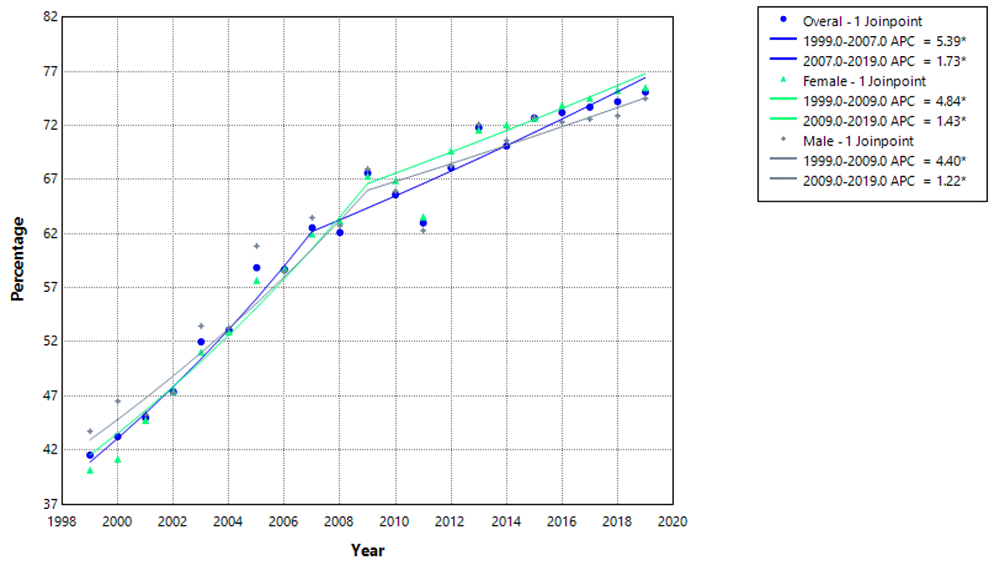 82
77
72
67
62
57
52
47
42
37
Percentage
1998 2000 2002 2004 2006 2008 2010 2012 2014 2016 2018 2020
Year
Overal - 1 Joinpoint
1999.0-2007.0 APC = 5.39*
2007.0-2019.0 APC = 1.73*
Female - 1 Joinpoint
1999.0-2009.0 APC = 4.84*
2009.0-2019.0 APC = 1.43*
Male - 1 Joinpoint
1999.0-2009.0 APC = 4.40*
2009.0-2019.0 APC = 1.22*